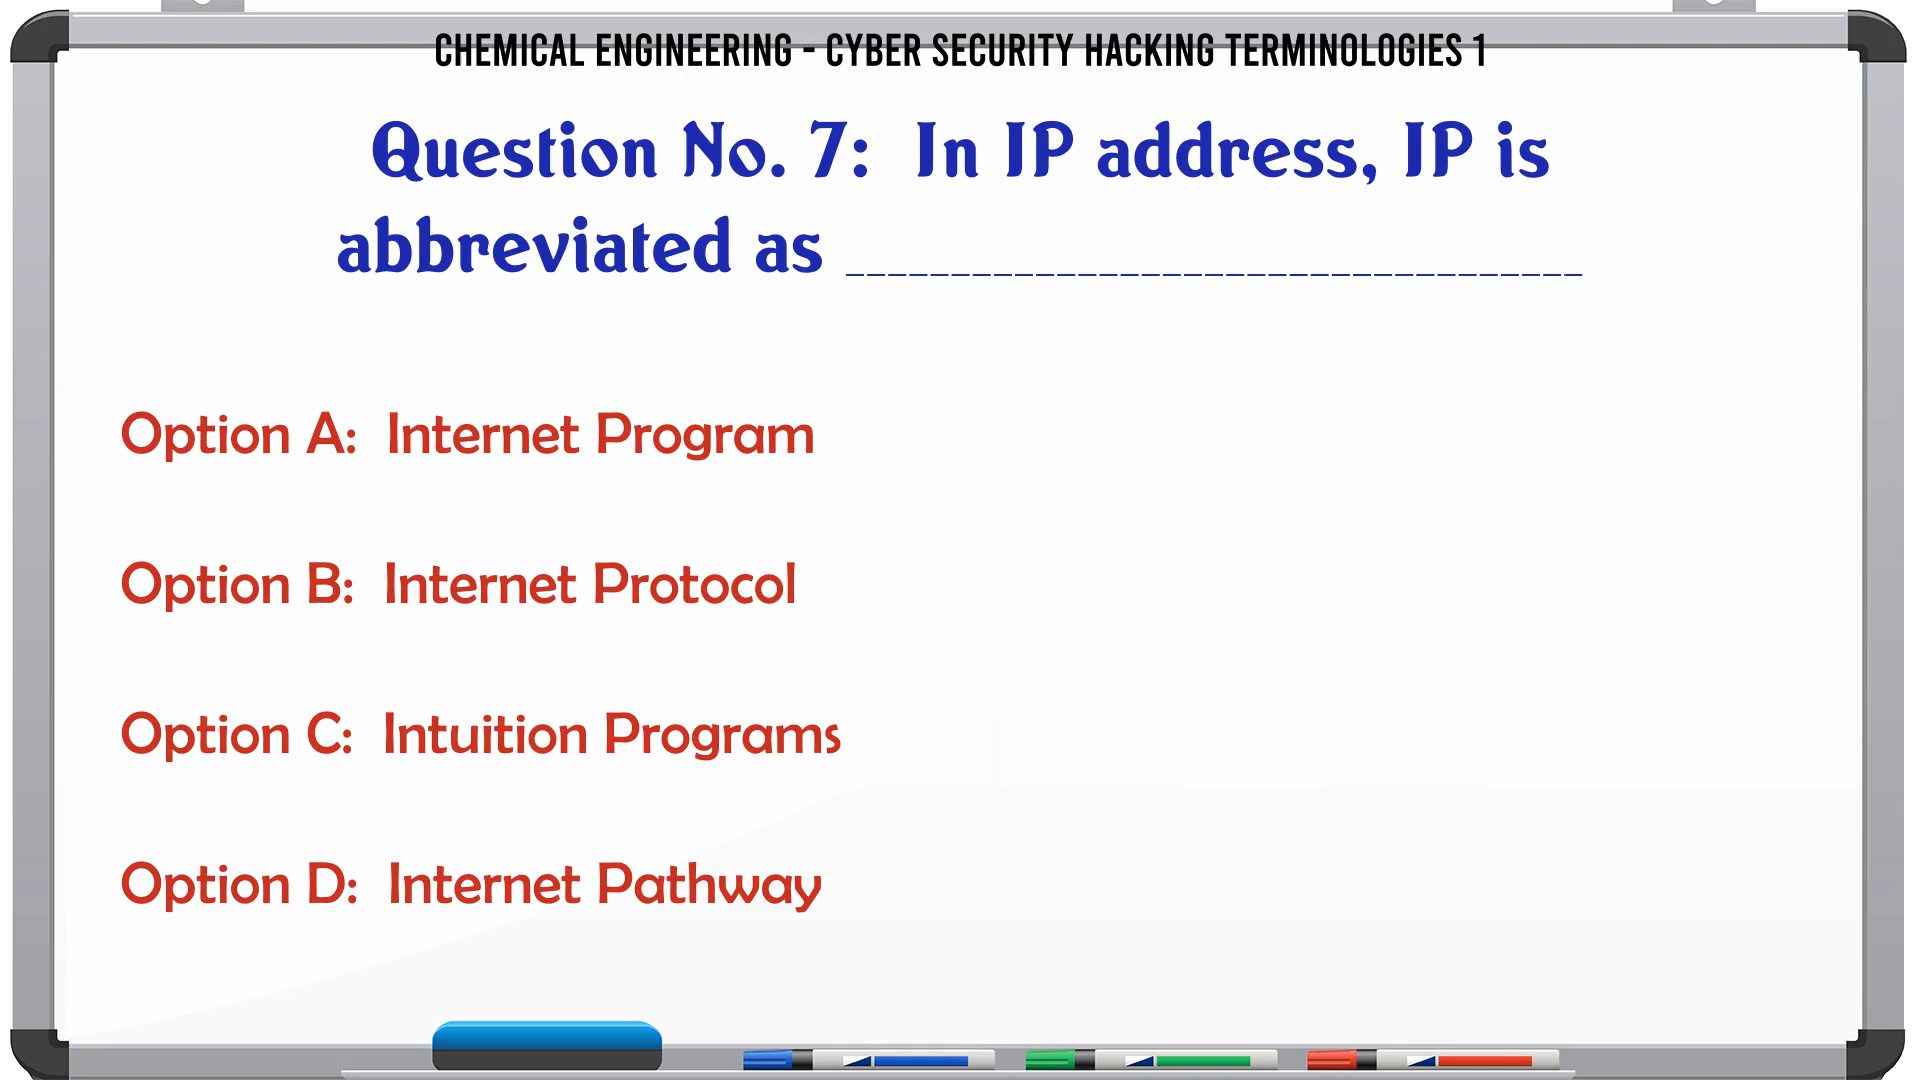 CHEMICAL ENGINEERING - CYBER SECURITY HACKING TERMINOLOGIES 1
Question No. 7:  In IP address, IP is
abbreviated as ___________________________________
Option A:  Internet Program
Option B:  Internet Protocol
Option C:  Intuition Programs
Option D:  Internet Pathway